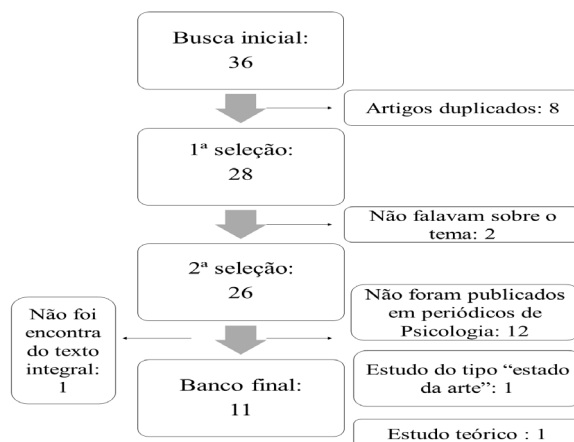 Busca inicial:
36
Artigos duplicados: 8
1ª seleção:
28
Não falavam sobre o
tema: 2
2ª seleção:
26
Não foram publicados
em periódicos de
Psicologia: 12
Não foi
encontra
do texto
integral:
1
Banco final:
11
Estudo do tipo “estado
da arte”: 1
Estudo teórico : 1